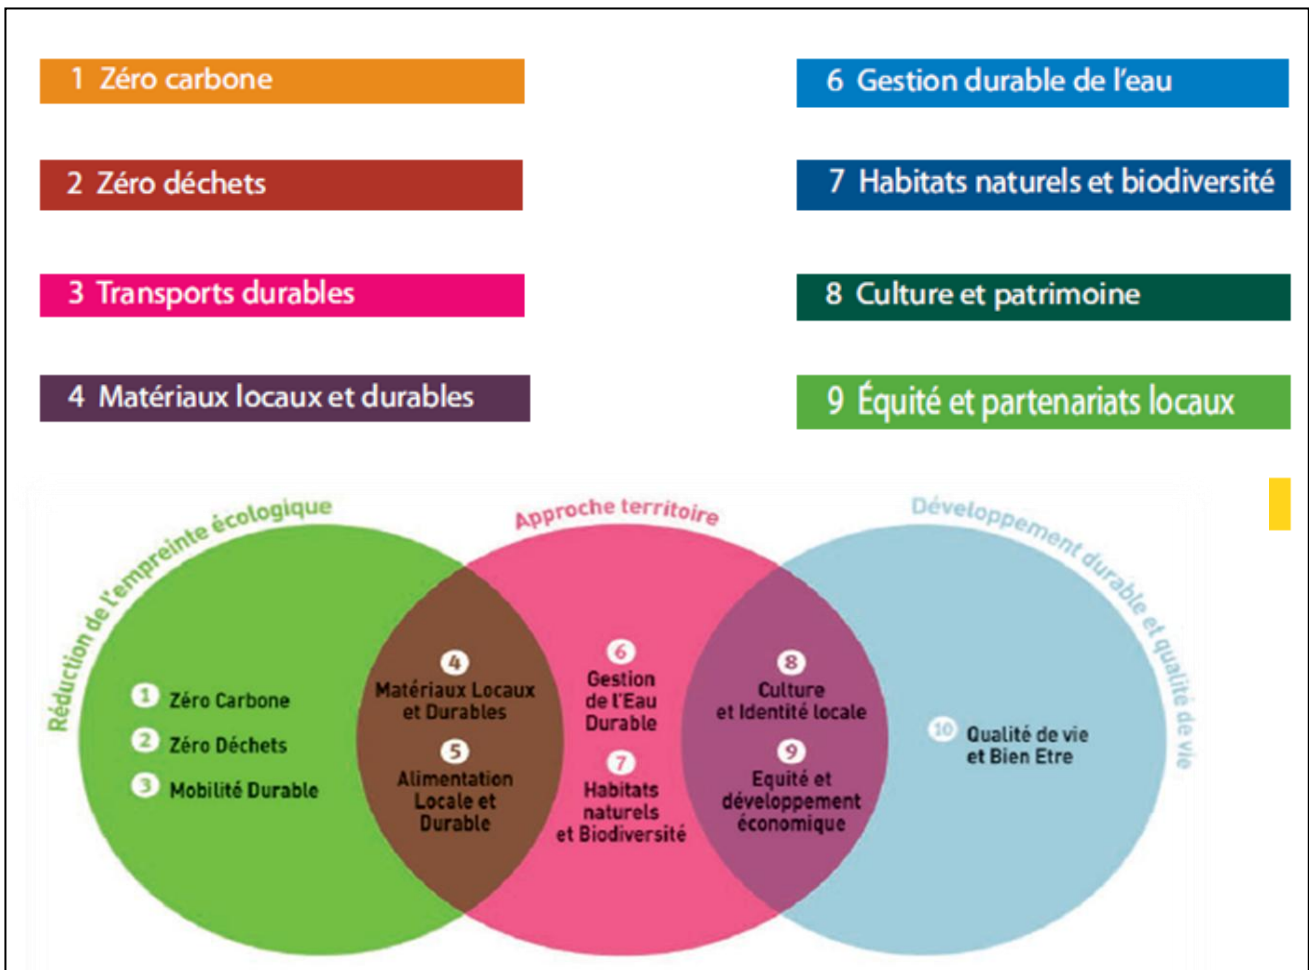 1 Zéro carbone
2 Zéro déchets
3 Transports durables
4 Matériaux locaux et durables
6 Gestion durable de l'eau
7 Habitats naturels et biodiversité
8 Culture et patrimoine
9 Équité et partenariats locaux
Réduction de l'empreinte écologique
Approche territoire
Développement durable et qualité de vie
1 Zéro Carbone
2 Zéro Déchets
3 Mobilité Durable
4
Matériaux Locaux
et Durables
5
Alimentation
Locale et
Durable
6
Gestion
de l'Eau
Durable
7
Habitats
naturels
et Biodiversité
8
Culture
et Identité locale
9
Equité et
développement
économique
10 Qualité de vie
et Bien Etre